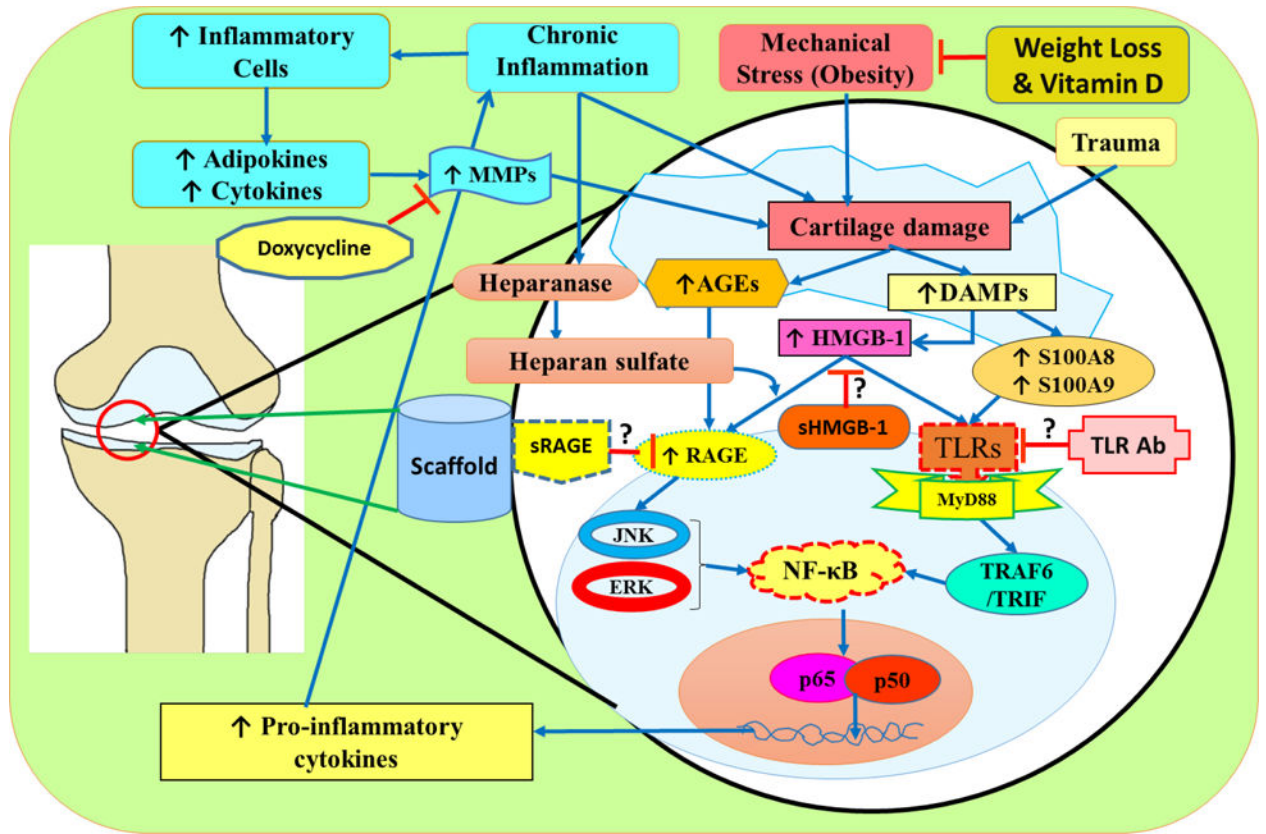 ↑ Inflammatory
Cells
Chronic
Inflammation
Mechanical
Stress (Obesity)
Weight Loss
& Vitamin D
↑ Adipokines
↑ Cytokines
↑ MMPs
Trauma
Doxycycline
Cartilage damage
Heparanase
↑AGEs
↑DAMPs
↑ HMGB-1
Heparan sulfate
↑ S100A8
↑ S100A9
?
sHMGB-1
Scaffold
sRAGE
?
↑ RAGE
TLRs
?
TLR Ab
MyD88
JNK
ERK
NF-κB
TRAF6
/TRIF
p65
p50
↑ Pro-inflammatory
cytokines